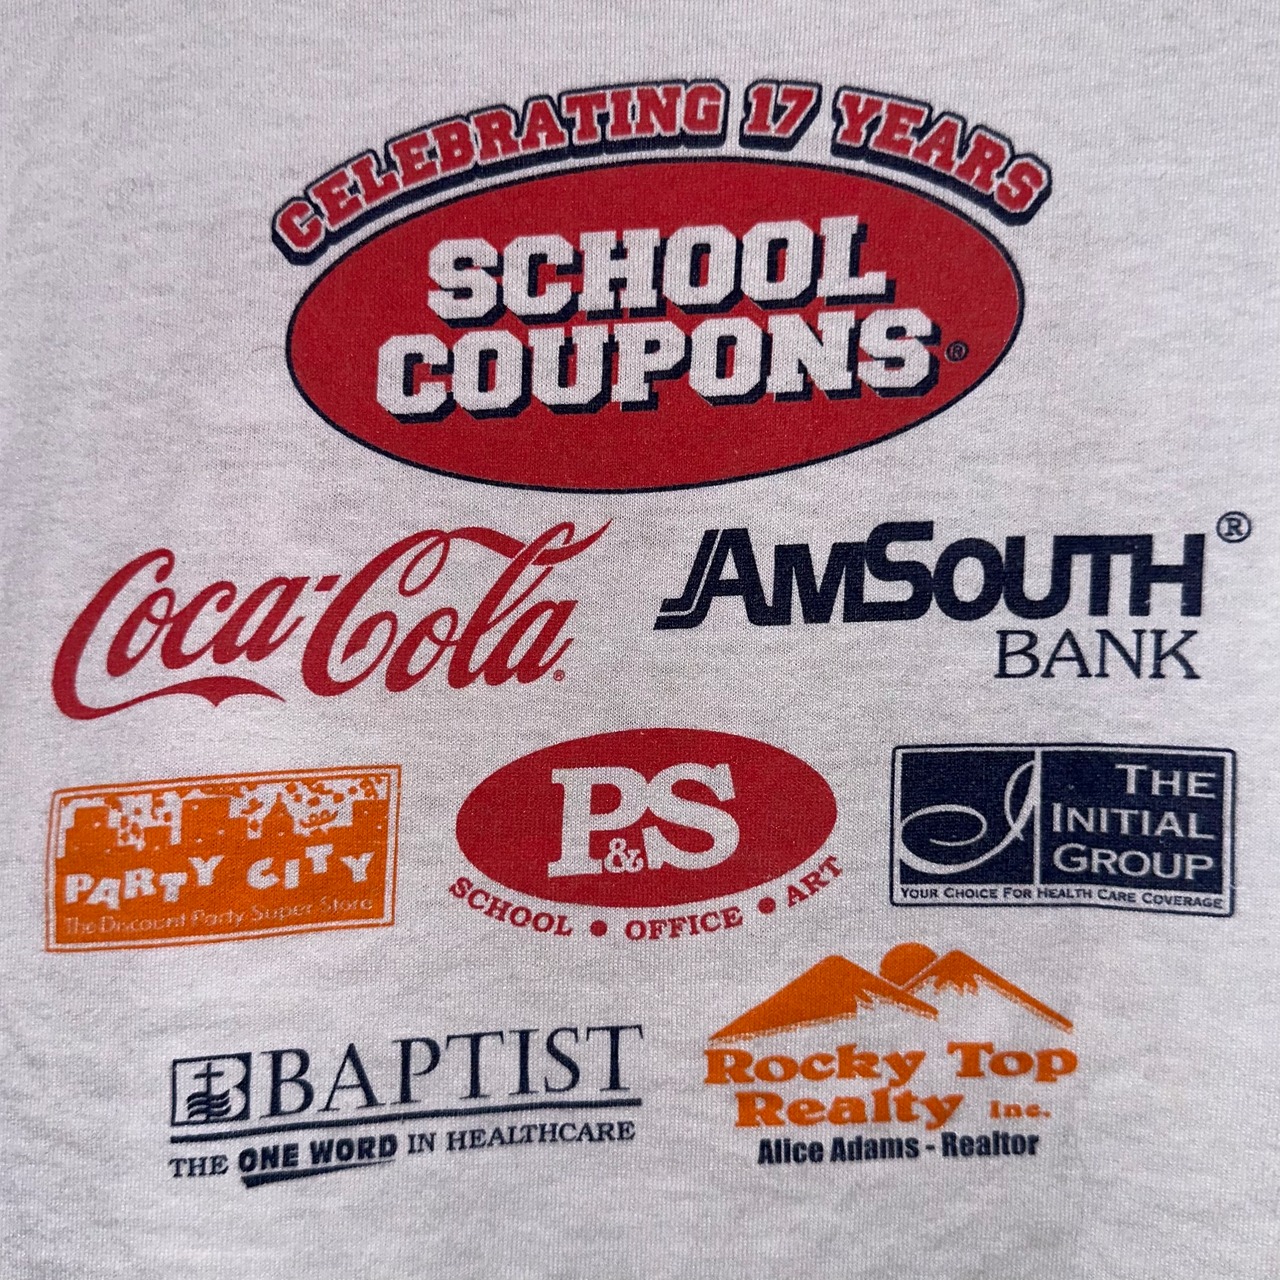 CELEBRATING 17 YEARS
SCHOOL
COUPONS®
Coca-Cola®
AMSOUTH®
BANK
PARTY CITY
The Discount Party Super Store
P&S
SCHOOL • OFFICE • ART
THE
INITIAL
GROUP
YOUR CHOICE FOR HEALTH CARE COVERAGE
B BAPTIST
THE ONE WORD IN HEALTHCARE
Rocky Top
Realty Inc.
Alice Adams - Realtor